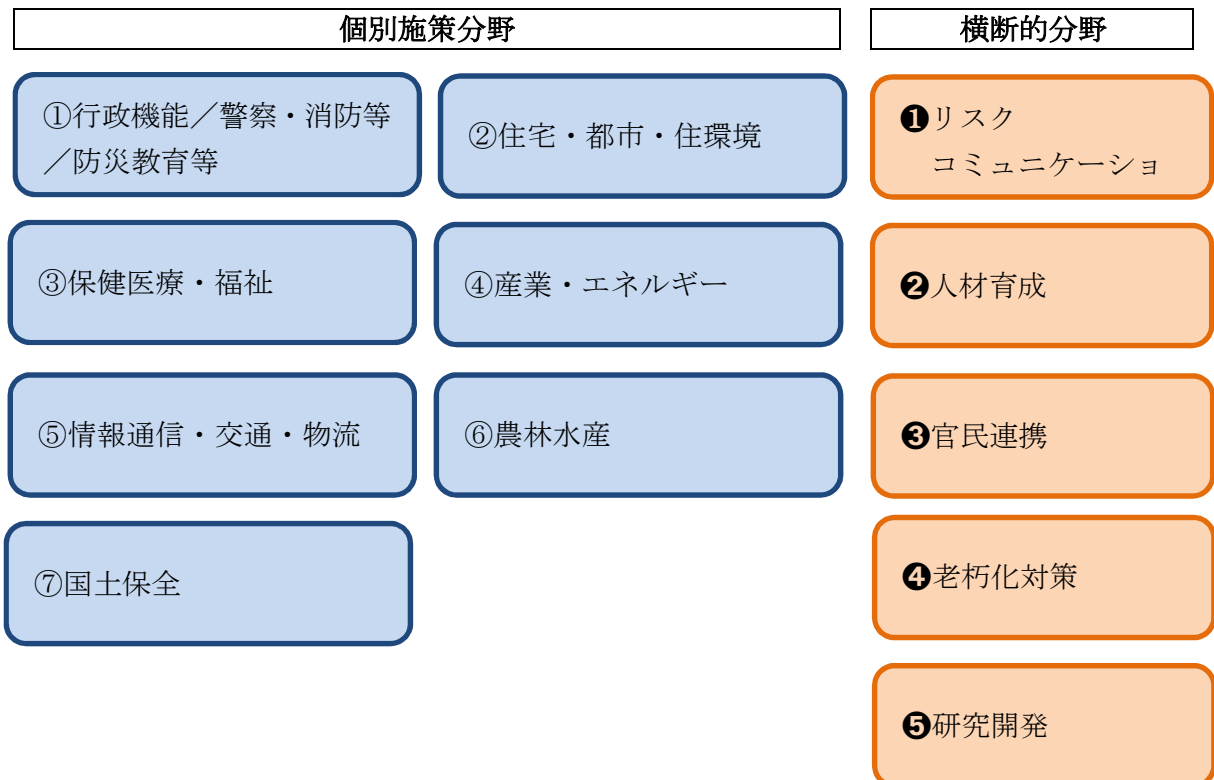 個別施策分野
横断的分野
①行政機能／警察・消防等
／防災教育等
②住宅・都市・住環境
③保健医療・福祉
④産業・エネルギー
⑤情報通信・交通・物流
⑥農林水産
⑦国土保全
❶リスク
コミュニケーショ
❷人材育成
❸官民連携
❹老朽化対策
❺研究開発